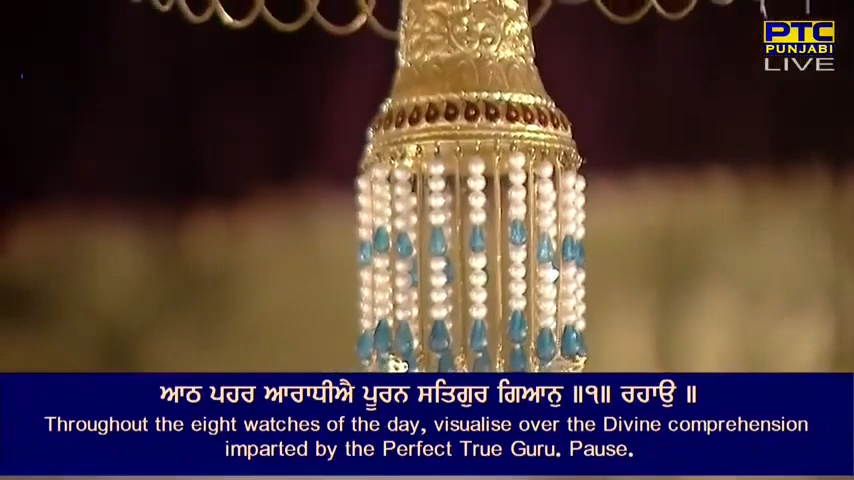 PTC
PUNJABI
LIVE
ਆਠ ਪਹਰ ਆਰਾਧੀਐ ਪੂਰਨ ਸਤਿਗੁਰ ਗਿਆਨੁ ॥੧॥ ਰਹਾਉ ॥
Throughout the eight watches of the day, visualise over the Divine comprehension
imparted by the Perfect True Guru. Pause.